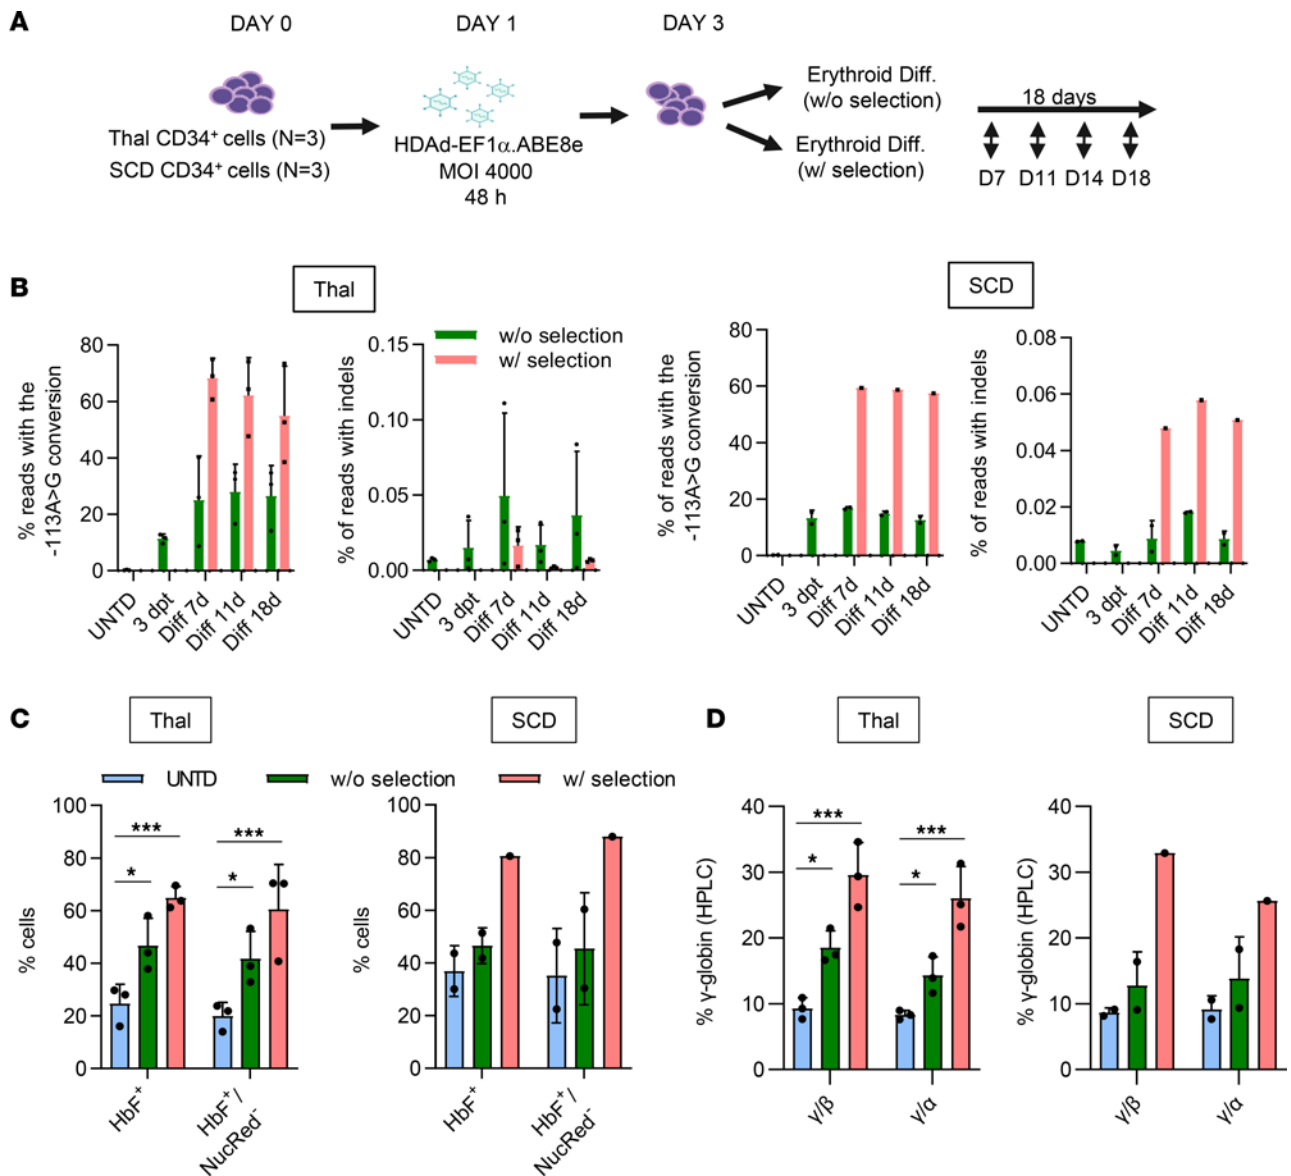 A
DAY 0
DAY 1
DAY 3
Thal CD34⁺ cells (N=3)
SCD CD34⁺ cells (N=3)
HDAd-EF1α.ABE8e
MOI 4000
48 h
Erythroid Diff.
(w/o selection)
Erythroid Diff.
(w/ selection)
18 days
D7 D11 D14 D18
B
Thal
SCD
w/o selection
w/ selection
% reads with the
-113A>G conversion
80
60
40
20
0
UNTD
3 dpt
Diff 7d
Diff 11d
Diff 18d
% of reads with indels
0.15
0.10
0.05
0.00
UNTD
3 dpt
Diff 7d
Diff 11d
Diff 18d
% of reads with the
-113A>G conversion
80
60
40
20
0
UNTD
3 dpt
Diff 7d
Diff 11d
Diff 18d
% of reads with indels
0.08
0.06
0.04
0.02
0.00
UNTD
3 dpt
Diff 7d
Diff 11d
Diff 18d
C
Thal
SCD
UNTD
w/o selection
w/ selection
% cells
100
80
60
40
20
0
***
*
***
*
HbF⁺
HbF⁺/
NucRed⁻
% cells
100
80
60
40
20
0
HbF⁺
HbF⁺/
NucRed⁻
D
Thal
SCD
% γ-globin (HPLC)
40
30
20
10
0
***
*
***
*
γ/β
γ/α
% γ-globin (HPLC)
40
30
20
10
0
γ/β
γ/α